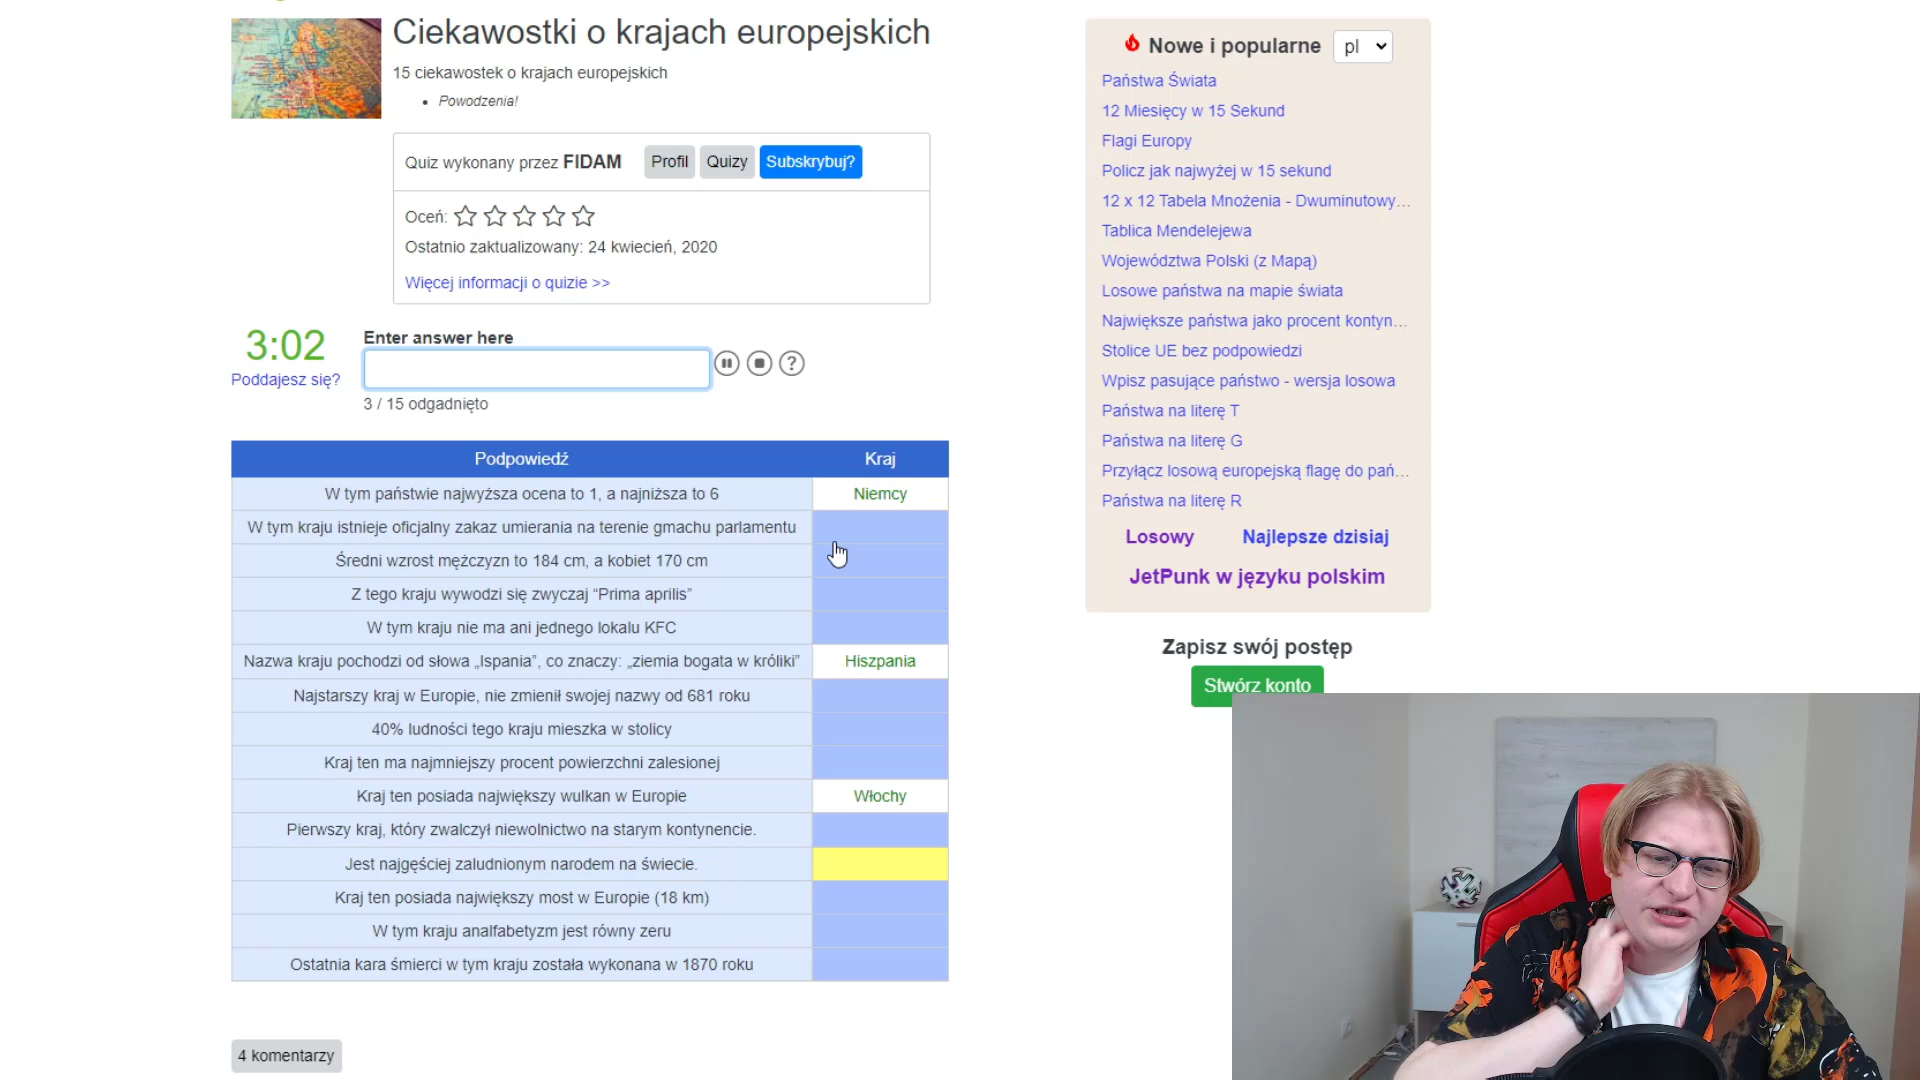 Ciekawostki o krajach europejskich
15 ciekawostek o krajach europejskich
Powodzenia!
Quiz wykonany przez FIDAM
Profil
Quizy
Subskrybuj?
Oceń:
Ostatnio zaktualizowany: 24 kwiecień, 2020
Więcej informacji o quizie >>
3:02
Poddajesz się?
Enter answer here
3 / 15 odgadnięto
Podpowiedź Kraj
W tym państwie najwyższa ocena to 1, a najniższa to 6 Niemcy
W tym kraju istnieje oficjalny zakaz umierania na terenie gmachu parlamentu
Średni wzrost mężczyzn to 184 cm, a kobiet 170 cm
Z tego kraju wywodzi się zwyczaj “Prima aprilis”
W tym kraju nie ma ani jednego lokalu KFC
Nazwa kraju pochodzi od słowa „Ispania”, co znaczy: „ziemia bogata w króliki” Hiszpania
Najstarszy kraj w Europie, nie zmienił swojej nazwy od 681 roku
40% ludności tego kraju mieszka w stolicy
Kraj ten ma najmniejszy procent powierzchni zalesionej
Kraj ten posiada największy wulkan w Europie Włochy
Pierwszy kraj, który zwalczył niewolnictwo na starym kontynencie.
Jest najgęściej zaludnionym narodem na świecie.
Kraj ten posiada największy most w Europie (18 km)
W tym kraju analfabetyzm jest równy zeru
Ostatnia kara śmierci w tym kraju została wykonana w 1870 roku
4 komentarzy
Nowe i popularne pl
Państwa Świata
12 Miesięcy w 15 Sekund
Flagi Europy
Policz jak najwyżej w 15 sekund
12 x 12 Tabela Mnożenia - Dwuminutowy…
Tablica Mendelejewa
Województwa Polski (z Mapą)
Losowe państwa na mapie świata
Największe państwa jako procent kontyn…
Stolice UE bez podpowiedzi
Wpisz pasujące państwo - wersja losowa
Państwa na literę T
Państwa na literę G
Przyłącz losową europejską flagę do pań…
Państwa na literę R
Losowy Najlepsze dzisiaj
JetPunk w języku polskim
Zapisz swój postęp
Stwórz konto